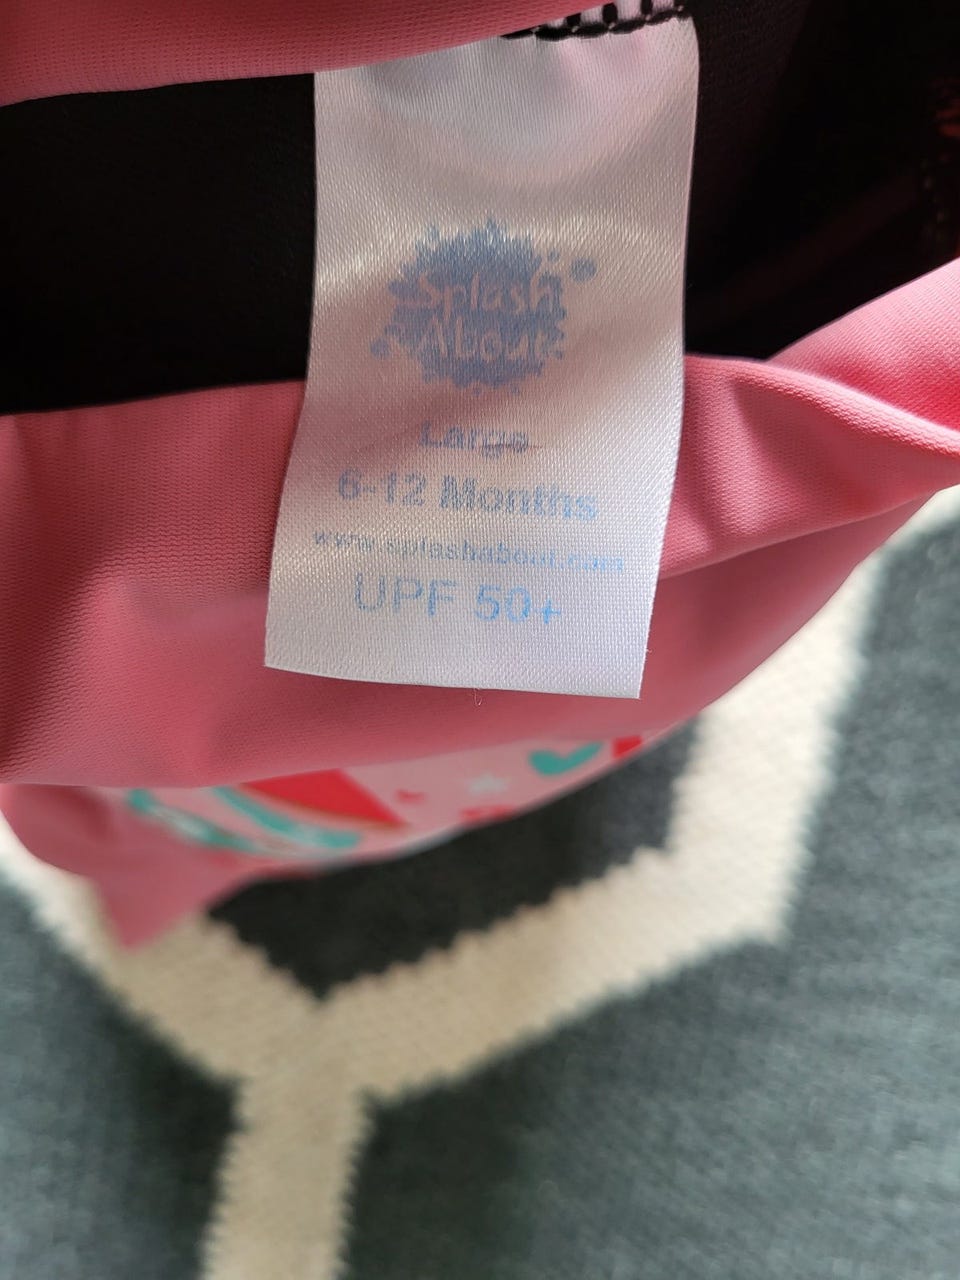 Splash
About
Large
6-12 Months
www.splashabout.com
UPF 50+